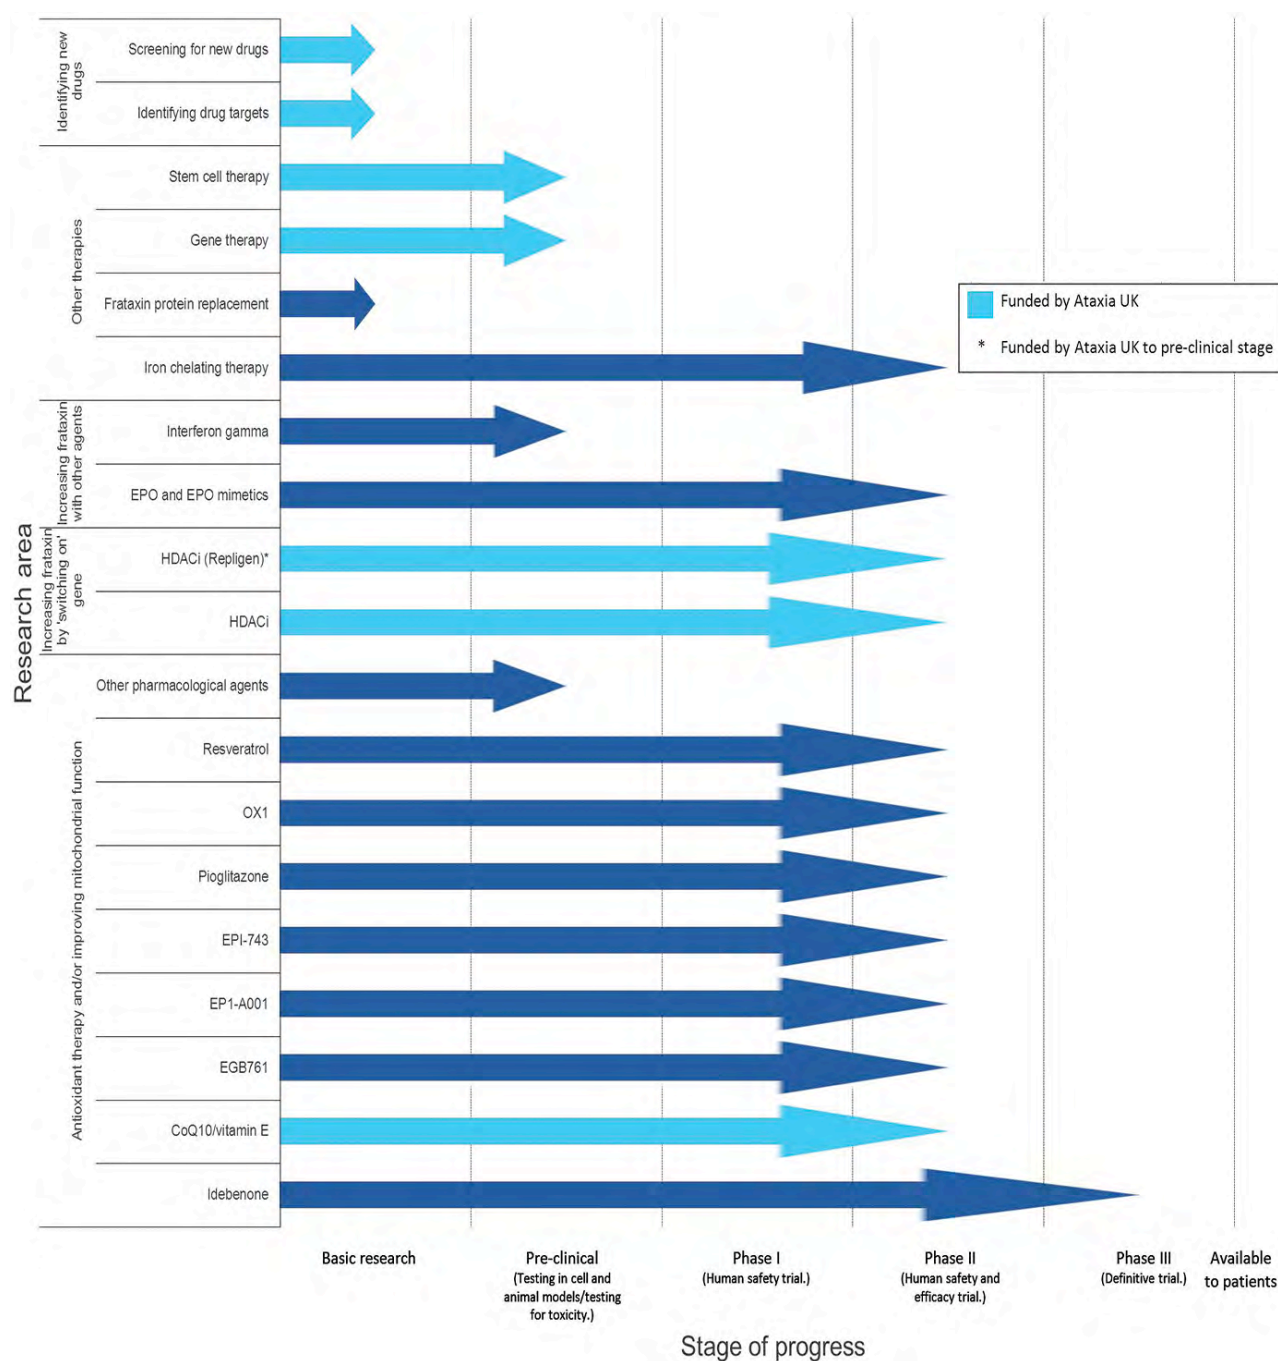 Research area
Identifying new
drugs
Screening for new drugs
Identifying drug targets
Other therapies
Stem cell therapy
Gene therapy
Frataxin protein replacement
Iron chelating therapy
Increasing frataxin
with other agents
Interferon gamma
EPO and EPO mimetics
Increasing frataxin
by 'switching on'
gene
HDACi (Repligen)*
HDACi
Antioxidant therapy and/or improving mitochondrial function
Other pharmacological agents
Resveratrol
OX1
Pioglitazone
EPI-743
EP1-A001
EGB761
CoQ10/vitamin E
Idebenone
Funded by Ataxia UK
* Funded by Ataxia UK to pre-clinical stage
Basic research
Pre-clinical
(Testing in cell and
animal models/testing
for toxicity.)
Phase I
(Human safety trial.)
Phase II
(Human safety and
efficacy trial.)
Phase III
(Definitive trial.)
Available
to patients
Stage of progress